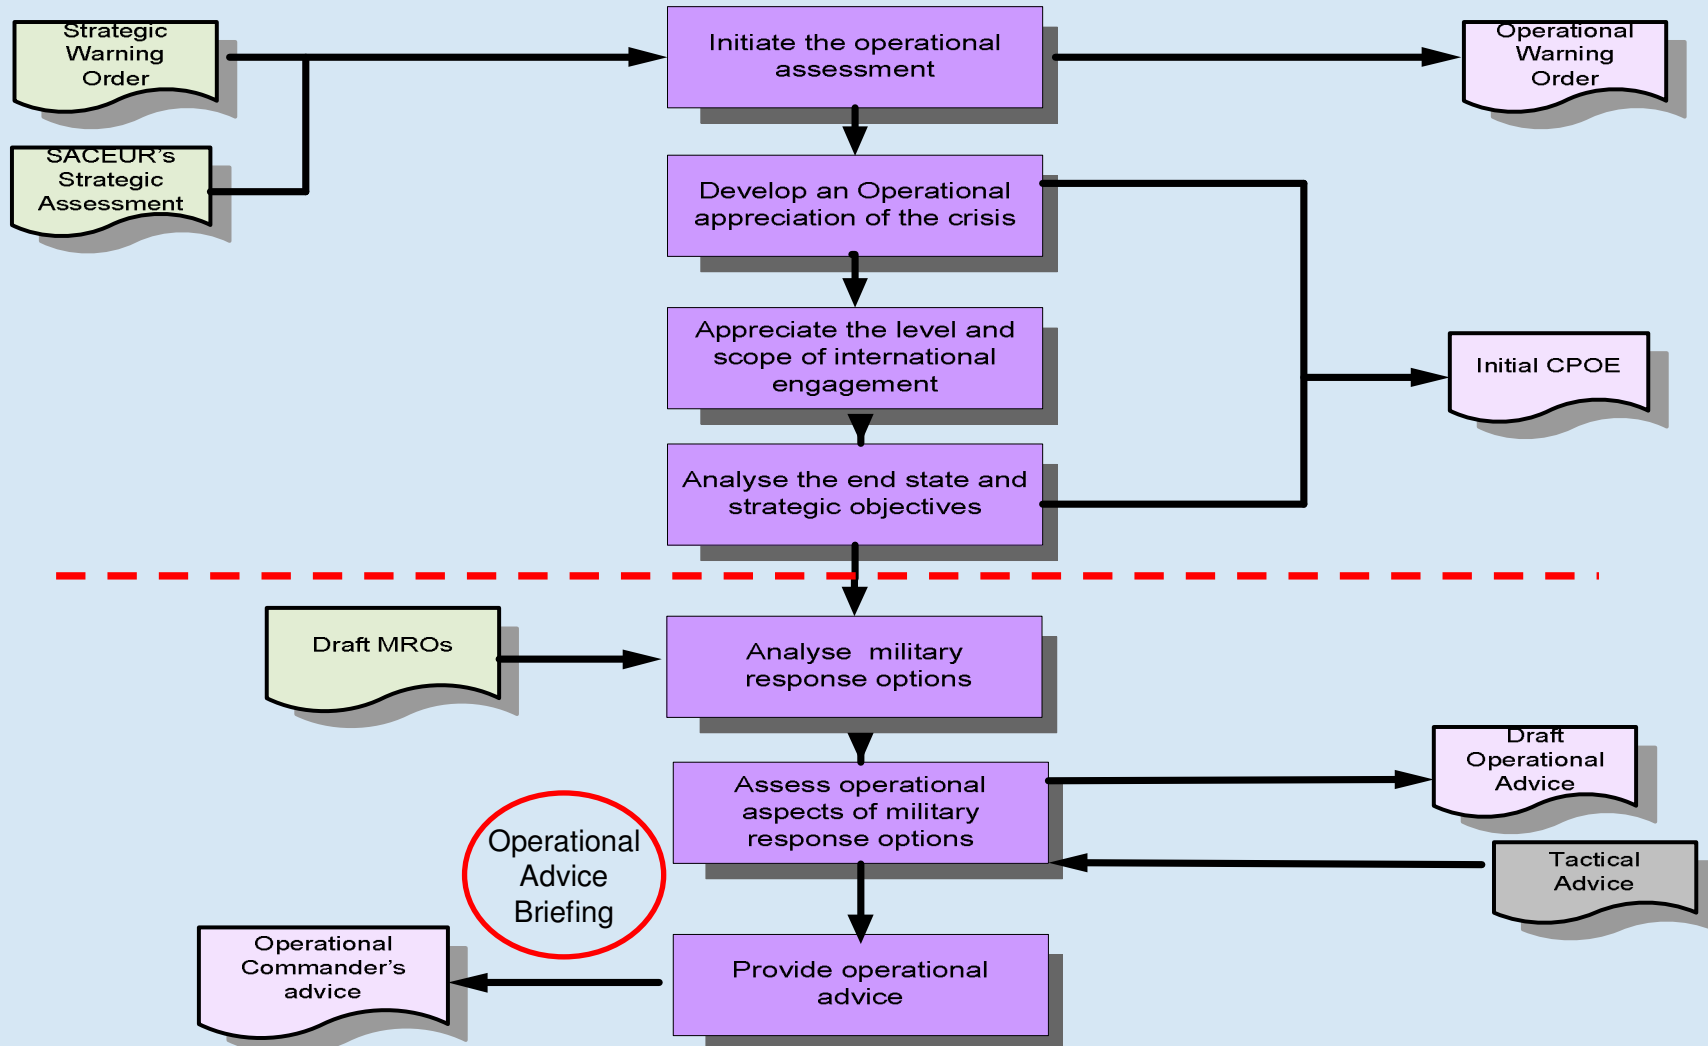 Strategic
Warning
Order
Initiate the operational
assessment
Operational
Warning
Order
SACEUR's
Strategic
Assessment
Develop an Operational
appreciation of the crisis
Appreciate the level and
scope of international
engagement
Initial CPOE
Analyse the end state and
strategic objectives
Draft MROs
Analyse  military
response options
Assess operational
aspects of military
response options
Draft
Operational
Advice
Operational
Advice
Briefing
Tactical
Advice
Operational
Commander's
advice
Provide operational
advice